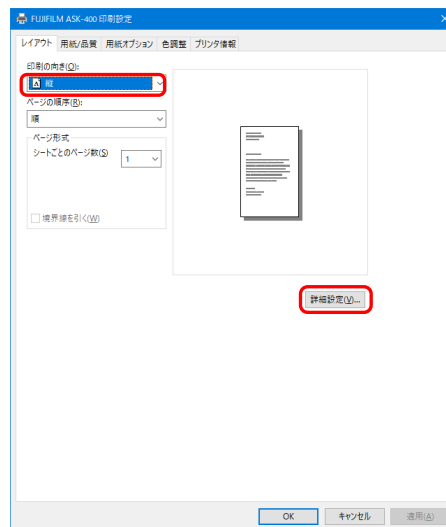 FUJIFILM ASK-400 印刷設定
レイアウト 用紙/品質 用紙オプション 色調整 プリンタ情報
印刷の向き(O):
縦
ページの順序(R):
順
ページ形式
シートごとのページ数(S) 1
境界線を引く(W)
詳細設定(V)...
OK キャンセル 適用(A)